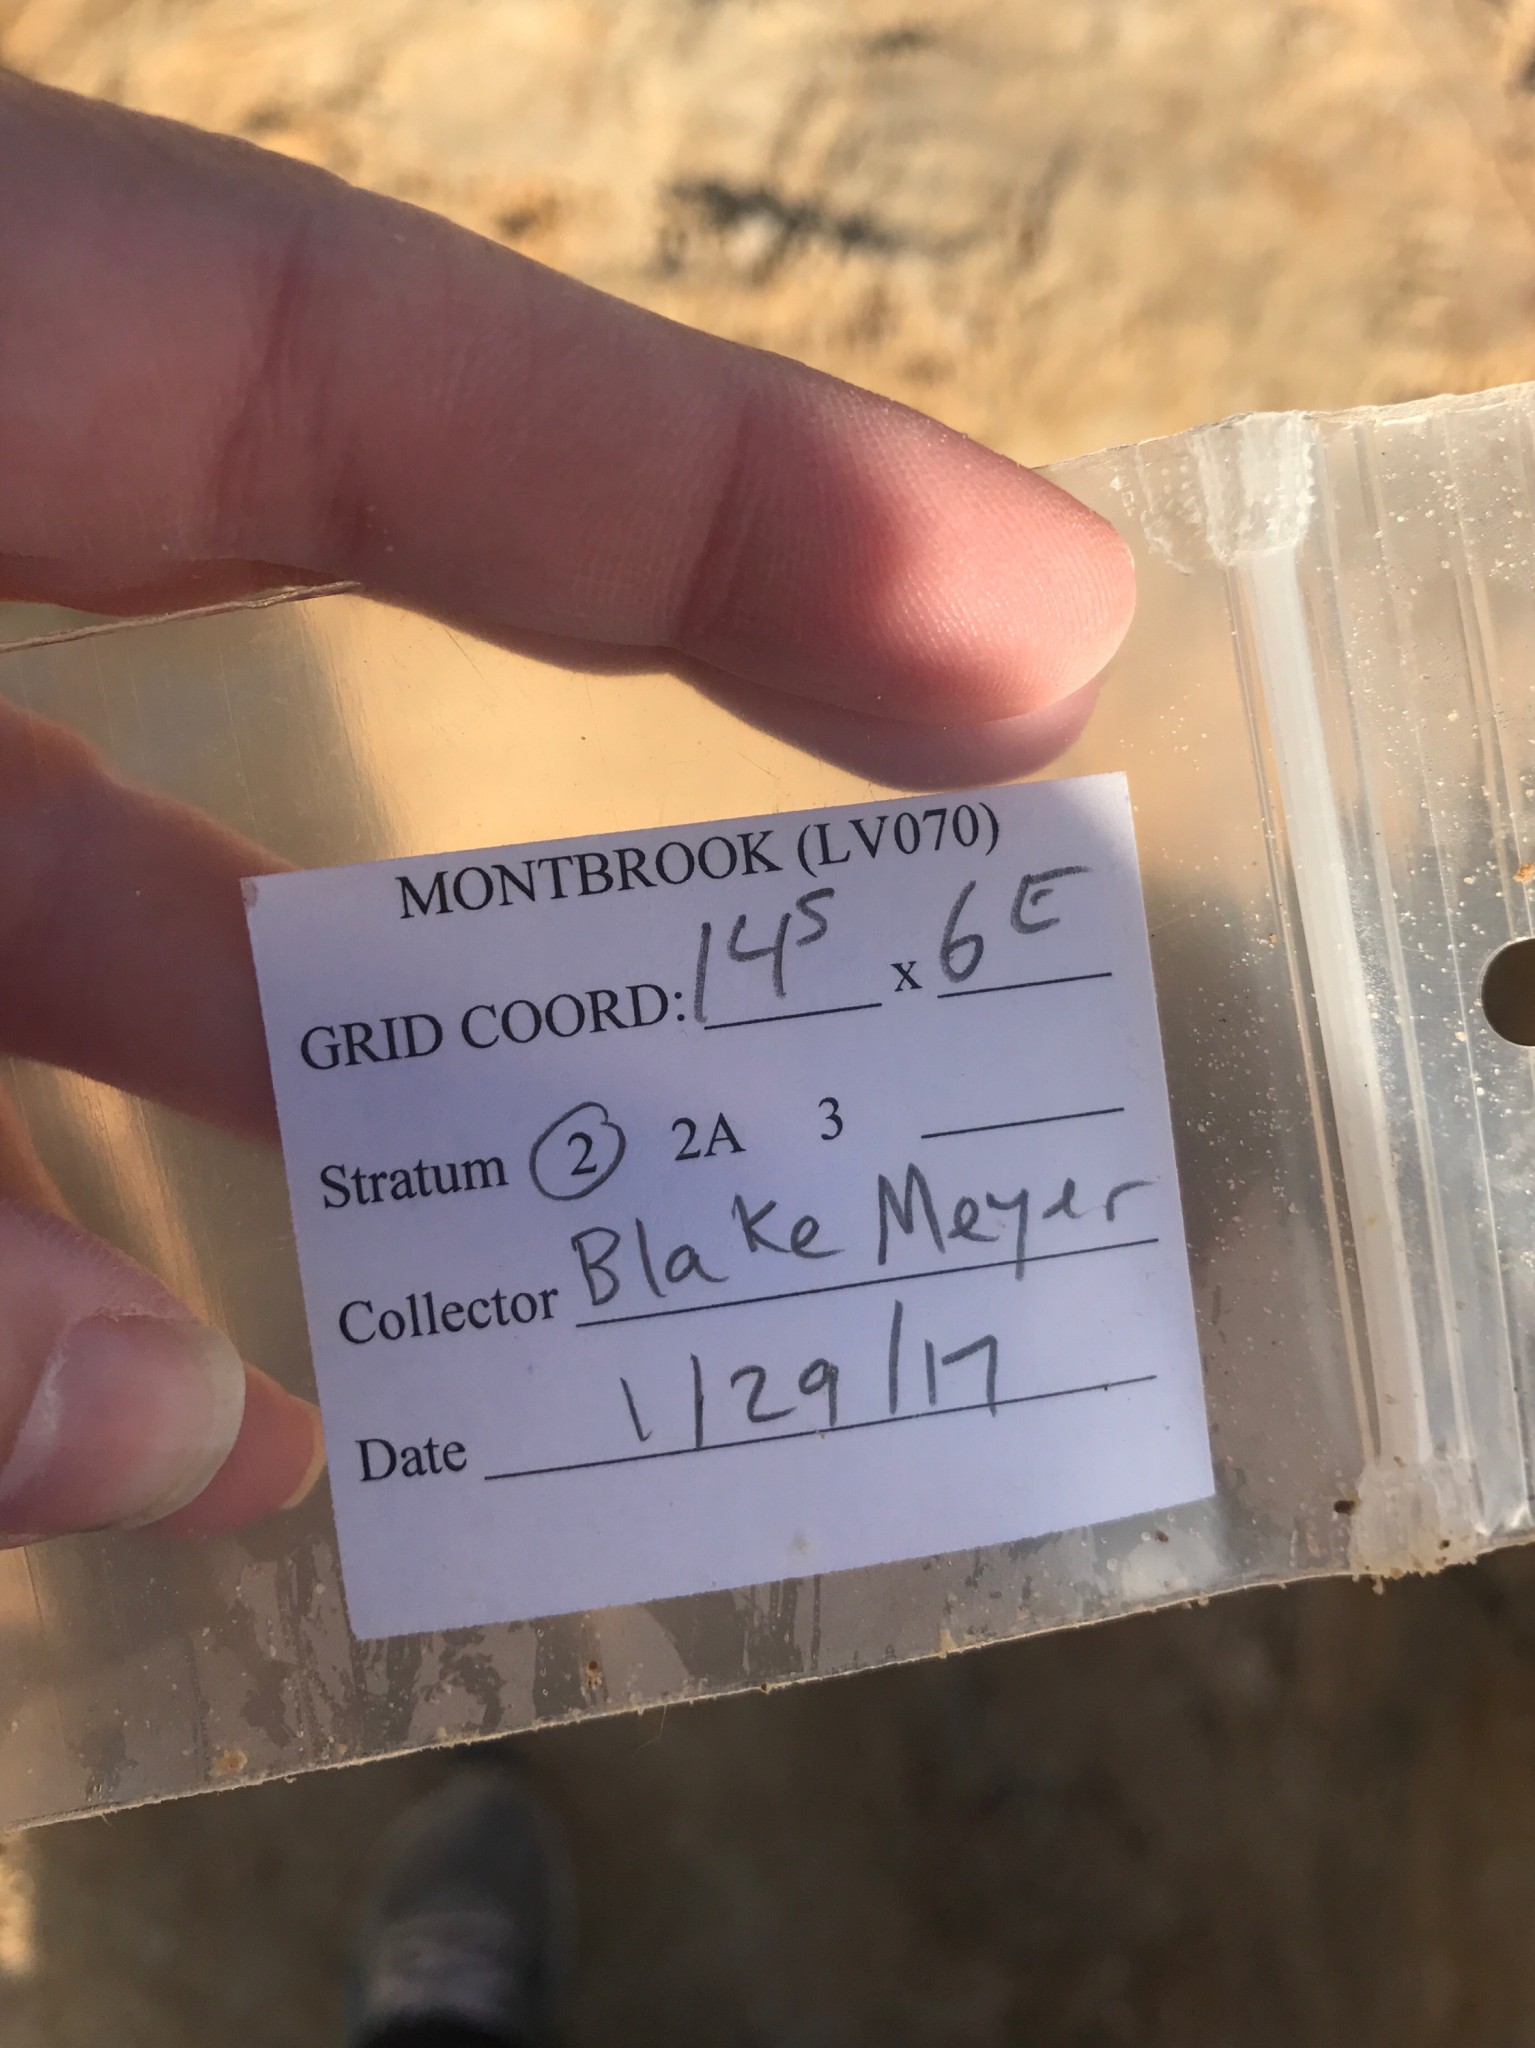 MONTBROOK (LV070)
GRID COORD: 14S x 6E
Stratum 2 2A 3
Collector Blake Meyer
Date 1/29/17